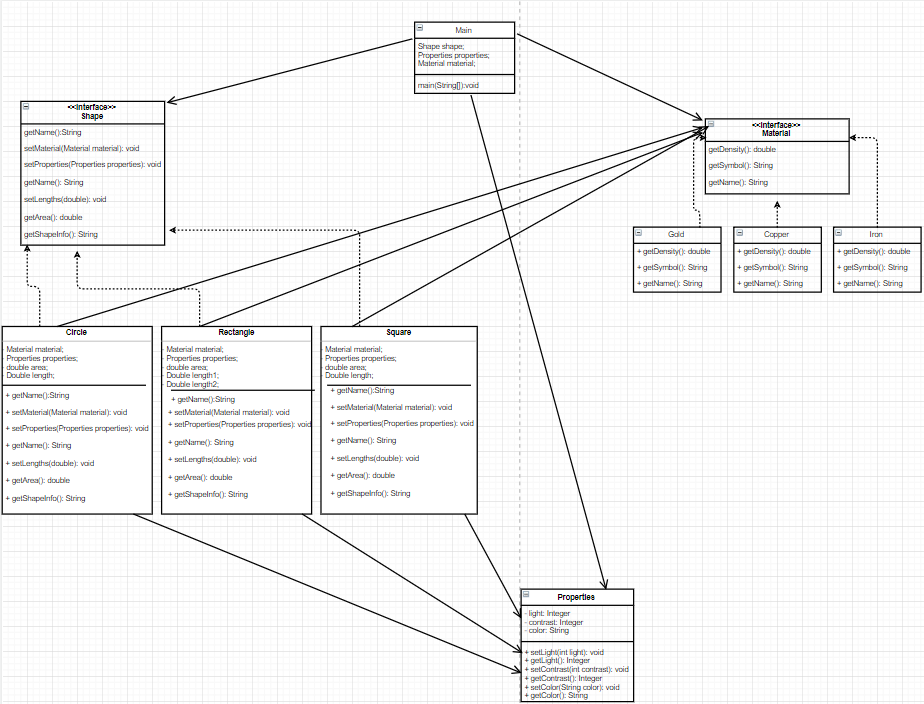 Main
Shape shape;
Properties properties;
Material material;
main(String[]):void
<<Interface>>
Shape
getName():String
setMaterial(Material material): void
setProperties(Properties properties): void
getName(): String
setLengths(double): void
getArea(): double
getShapeInfo(): String
<<Interface>>
Material
getDensity(): double
getSymbol(): String
getName(): String
Gold
+ getDensity(): double
+ getSymbol(): String
+ getName(): String
Copper
+ getDensity(): double
+ getSymbol(): String
+ getName(): String
Iron
+ getDensity(): double
+ getSymbol(): String
+ getName(): String
Circle
- Material material;
- Properties properties;
- double area;
- Double length;
+ getName():String
+ setMaterial(Material material): void
+ setProperties(Properties properties): void
+ getName(): String
+ setLengths(double): void
+ getArea(): double
+ getShapeInfo(): String
Rectangle
- Material material;
- Properties properties;
- double area;
- Double length1;
- Double length2;
+ getName():String
+ setMaterial(Material material): void
+ setProperties(Properties properties): void
+ getName(): String
+ setLengths(double): void
+ getArea(): double
+ getShapeInfo(): String
Square
- Material material;
- Properties properties;
- double area;
- Double length;
+ getName():String
+ setMaterial(Material material): void
+ setProperties(Properties properties): void
+ getName(): String
+ setLengths(double): void
+ getArea(): double
+ getShapeInfo(): String
Properties
- light: Integer
- contrast: Integer
- color: String
+ setLight(int light): void
+ getLight(): Integer
+ setContrast(int contrast): void
+ getContrast(): Integer
+ setColor(String color): void
+ getColor(): String